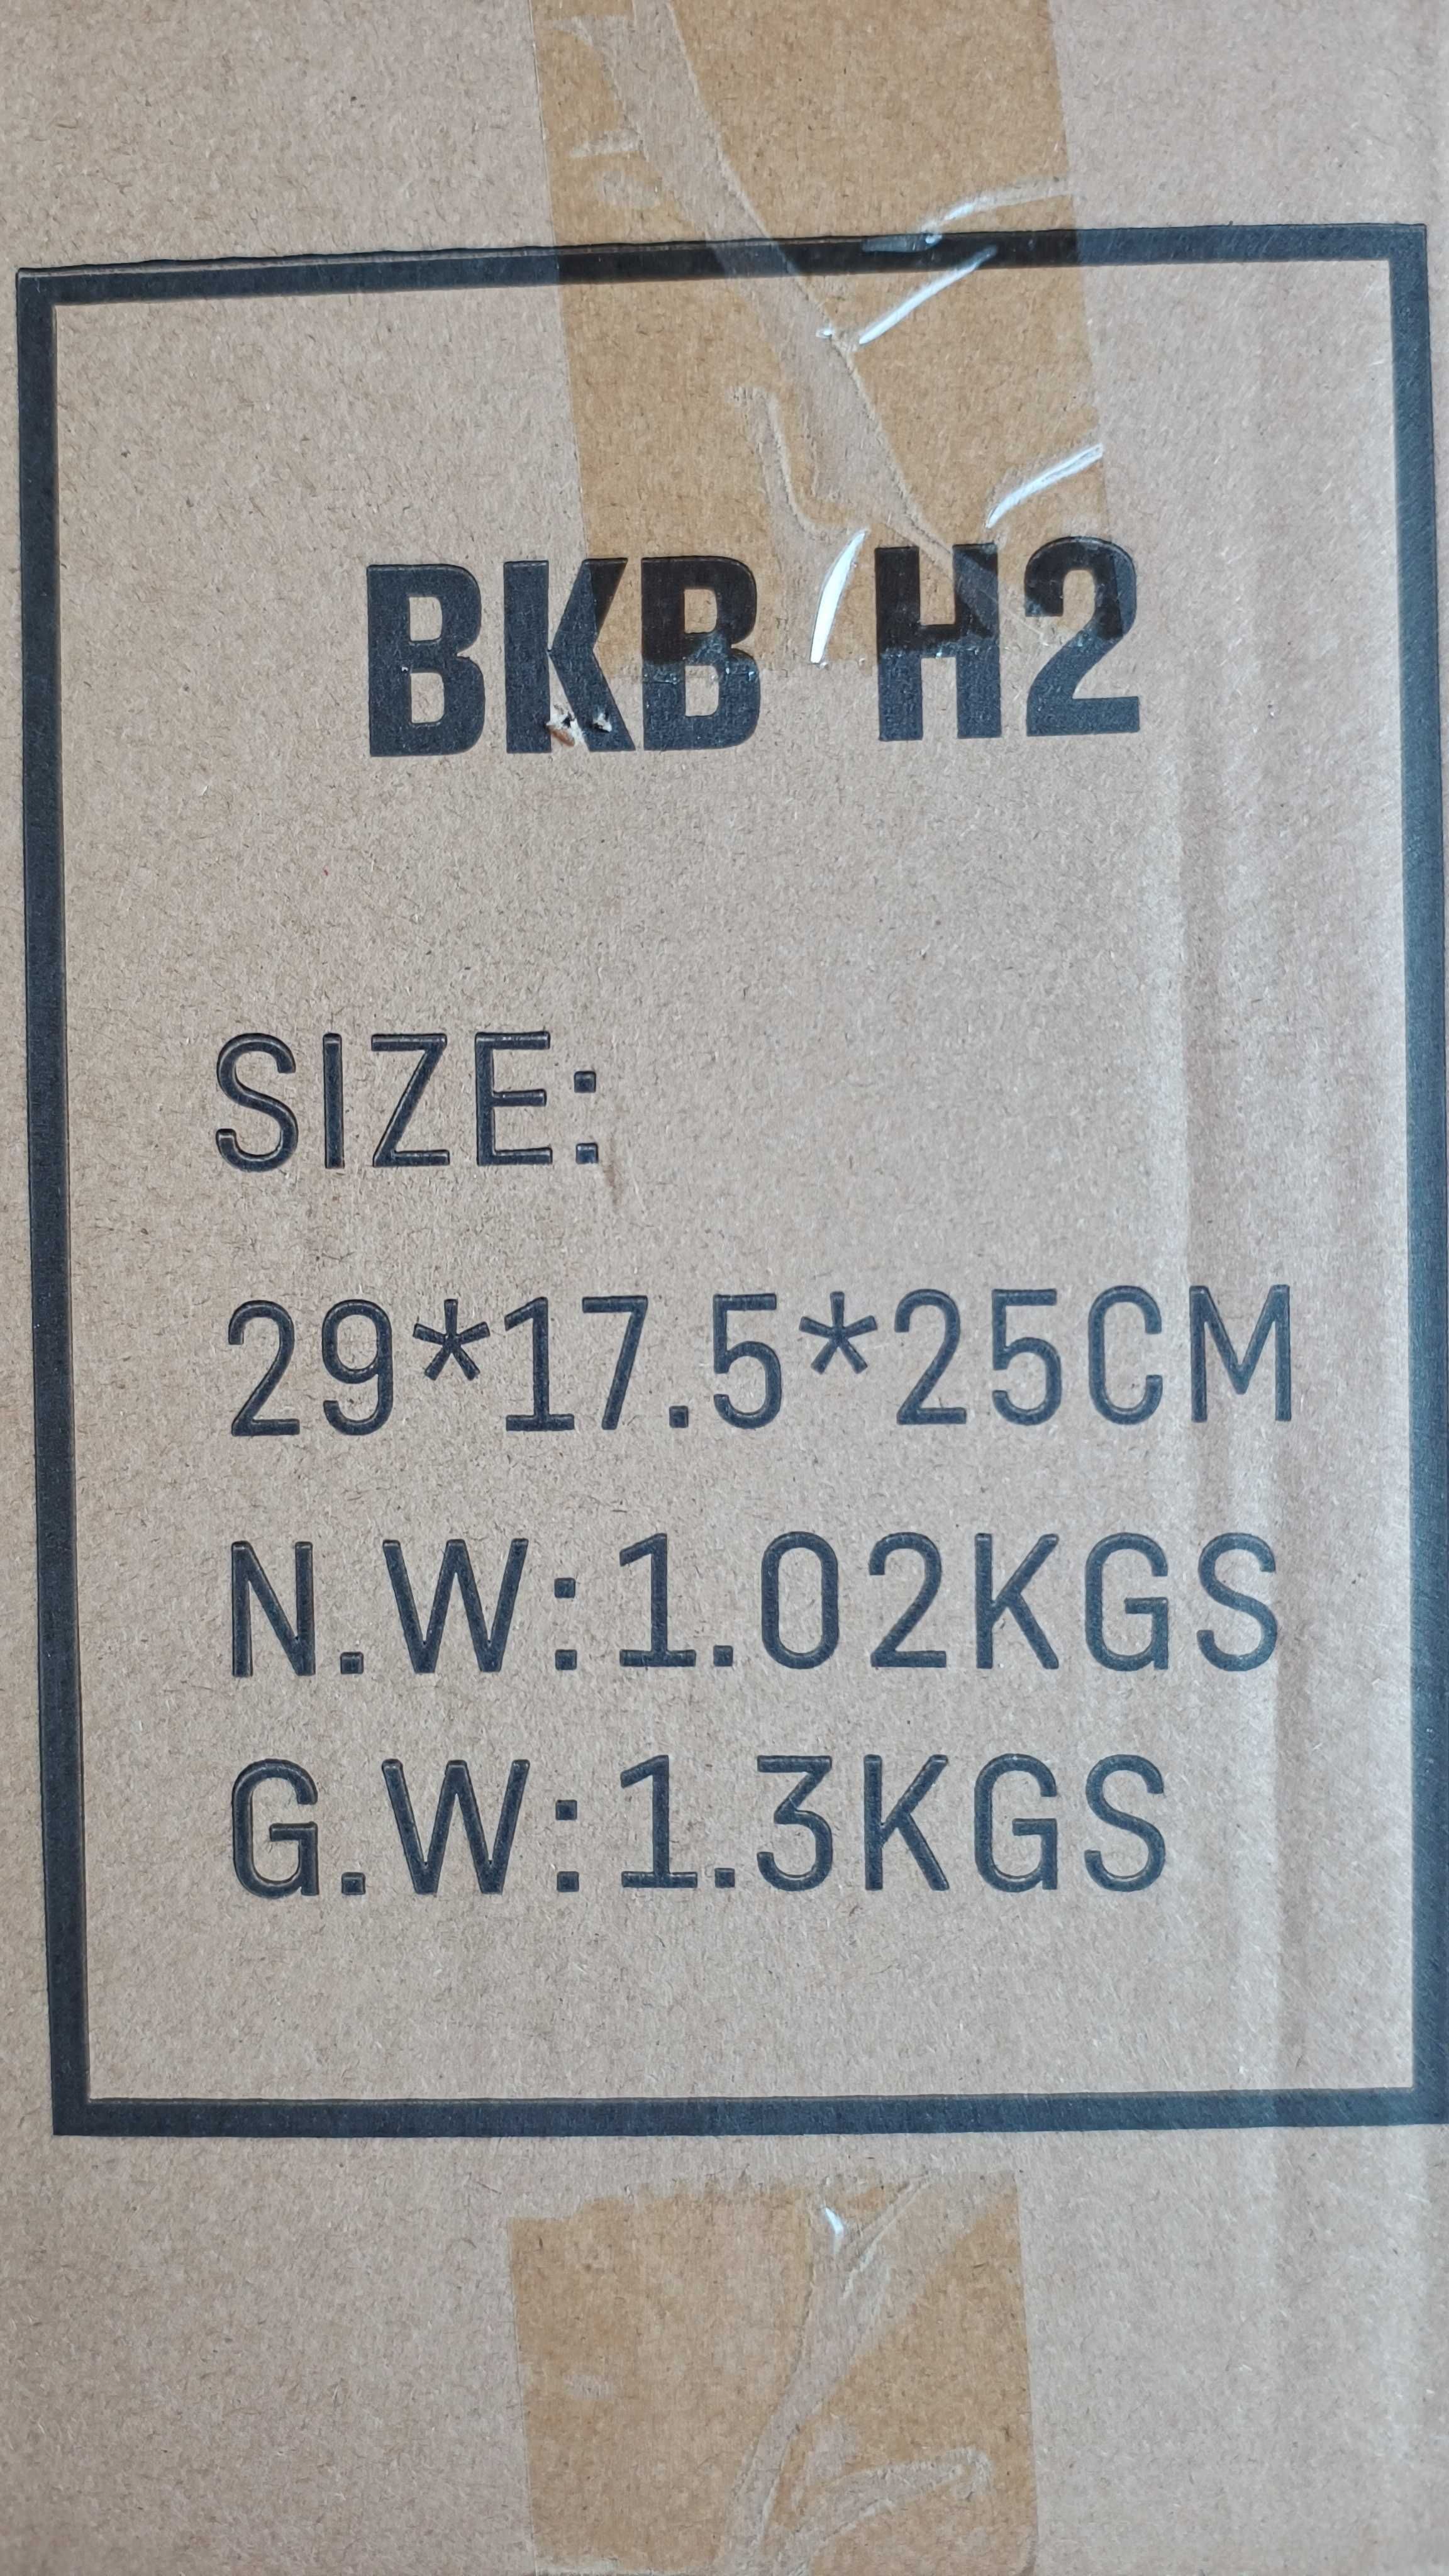 BKB H2
SIZE:
29*17.5*25CM
N.W:1.02KGS
G.W:1.3KGS